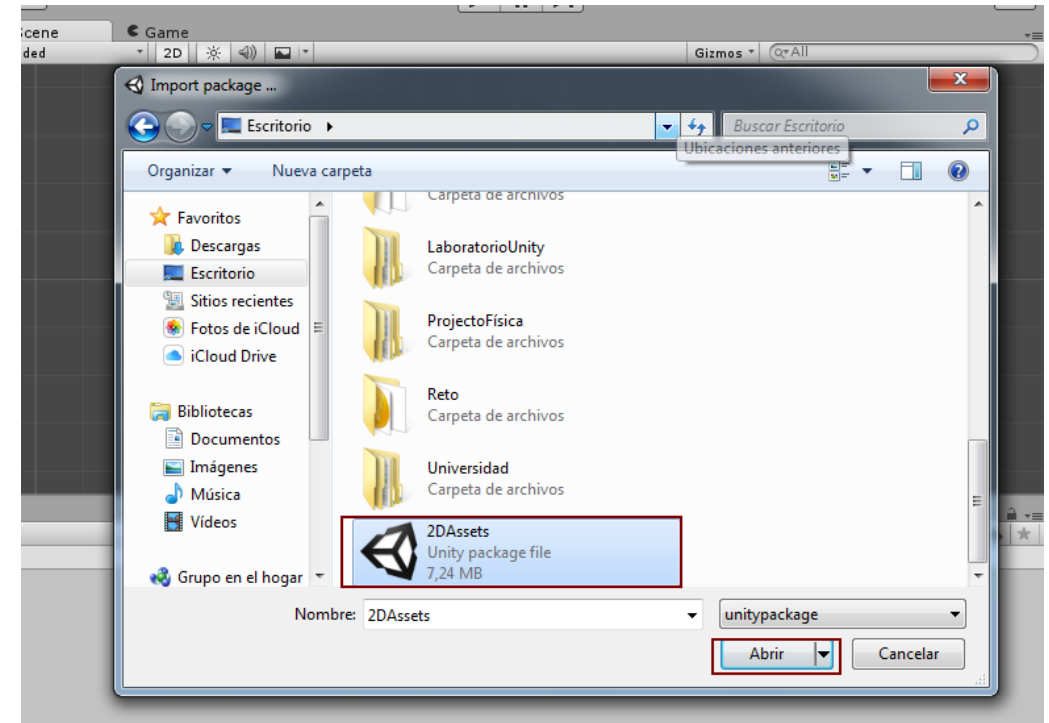 Scene
Game
ded
2D
Gizmos
All
Import package ...
Escritorio
Buscar Escritorio
Ubicaciones anteriores
Organizar
Nueva carpeta
Favoritos
Descargas
Escritorio
Sitios recientes
Fotos de iCloud
iCloud Drive
Bibliotecas
Documentos
Imágenes
Música
Vídeos
Grupo en el hogar
Carpeta de archivos
LaboratorioUnity
Carpeta de archivos
ProjectoFísica
Carpeta de archivos
Reto
Carpeta de archivos
Universidad
Carpeta de archivos
2DAssets
Unity package file
7,24 MB
Nombre: 2DAssets
unitypackage
Abrir
Cancelar